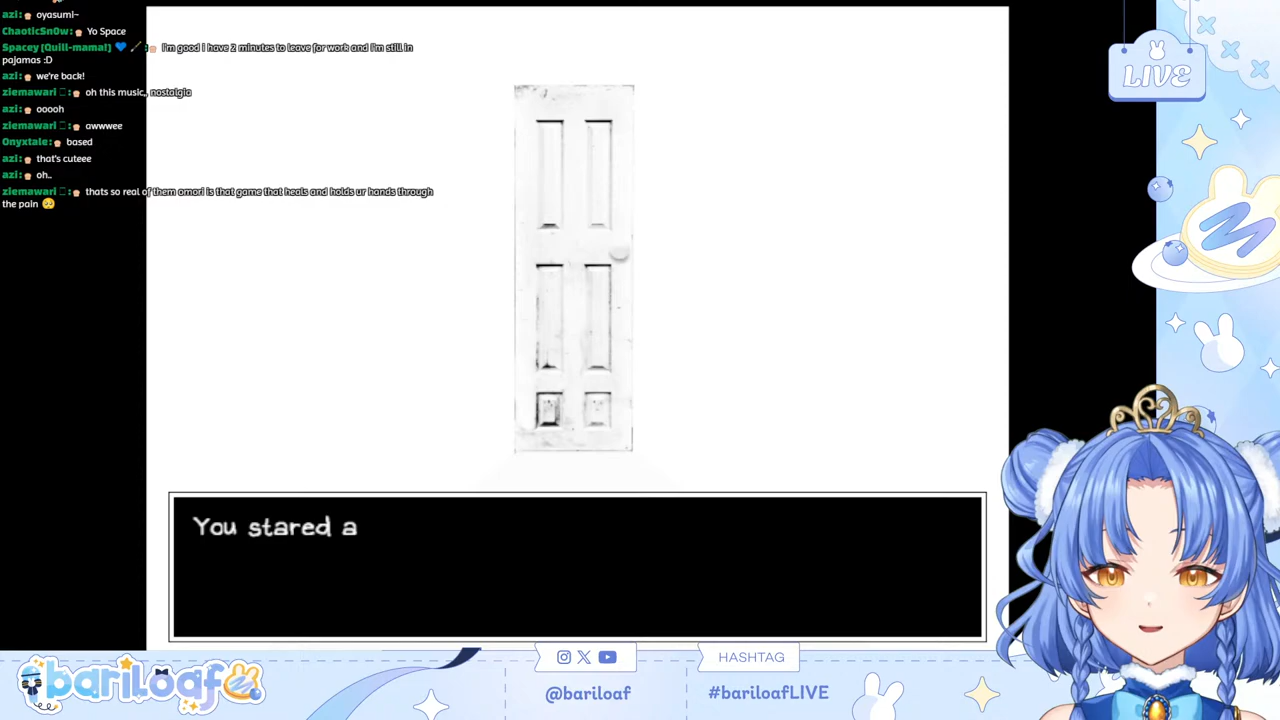 azi: oyasumi~
ChaoticSn0w: Yo Space
Spacey [Quill-mama!] 💙 : I'm good i have 2 minutes to leave for work and I'm still in
pajamas :D
azi: we're back!
ziemawari : oh this music,, nostalgia
azi: ooooh
ziemawari : awwwee
Onyxtale: based
azi: that's cuteee
azi: oh..
ziemawari : thats so real of them omori is that game that heals and holds ur hands through
the pain 🥺
LIVE
You stared a
bariloaf
@bariloaf
HASHTAG
#bariloafLIVE